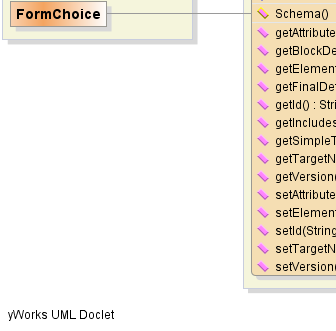 FormChoice
Schema()
getAttribute
getBlockDe
getElement
getFinalDe
getId() : Stri
getIncludes
getSimpleT
getTargetN
getVersion(
setAttribute
setElement
setId(String
setTargetN
setVersion(
yWorks UML Doclet